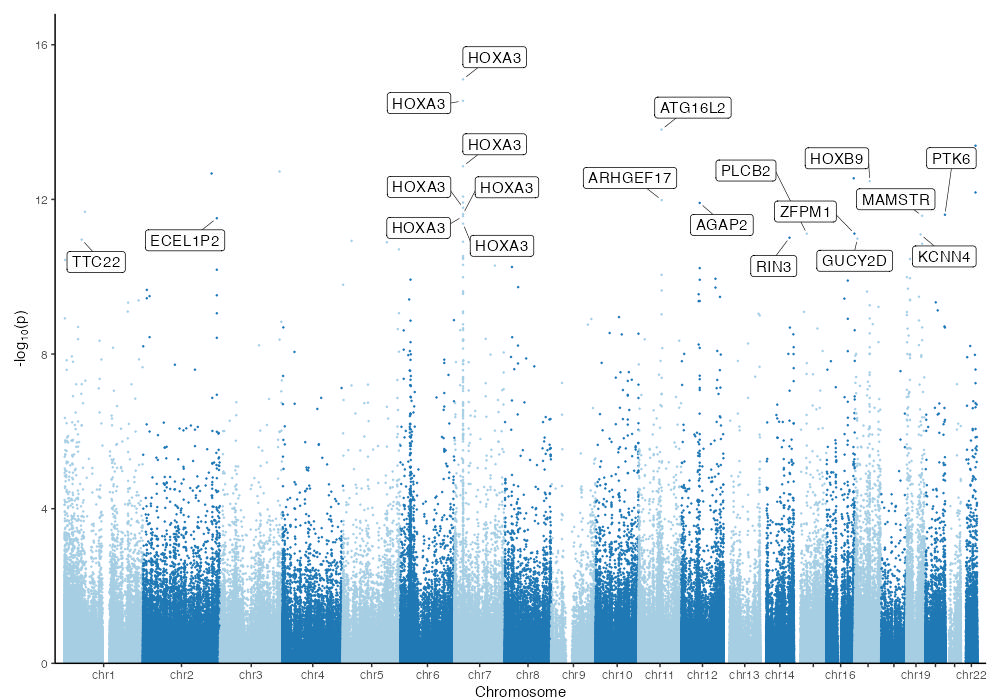 16
HOXA3
HOXA3
ATG16L2
HOXA3
HOXB9
PTK6
PLCB2
ARHGEF17
HOXA3
HOXA3
12
MAMSTR
ZFPM1
AGAP2
HOXA3
ECEL1P2
HOXA3
KCNN4
TTC22
GUCY2D
RIN3
-log10(p)
8
4
0
chr1 chr2 chr3 chr4 chr5 chr6 chr7 chr8 chr9 chr10 chr11 chr12 chr13 chr14 chr16 chr19 chr22
Chromosome